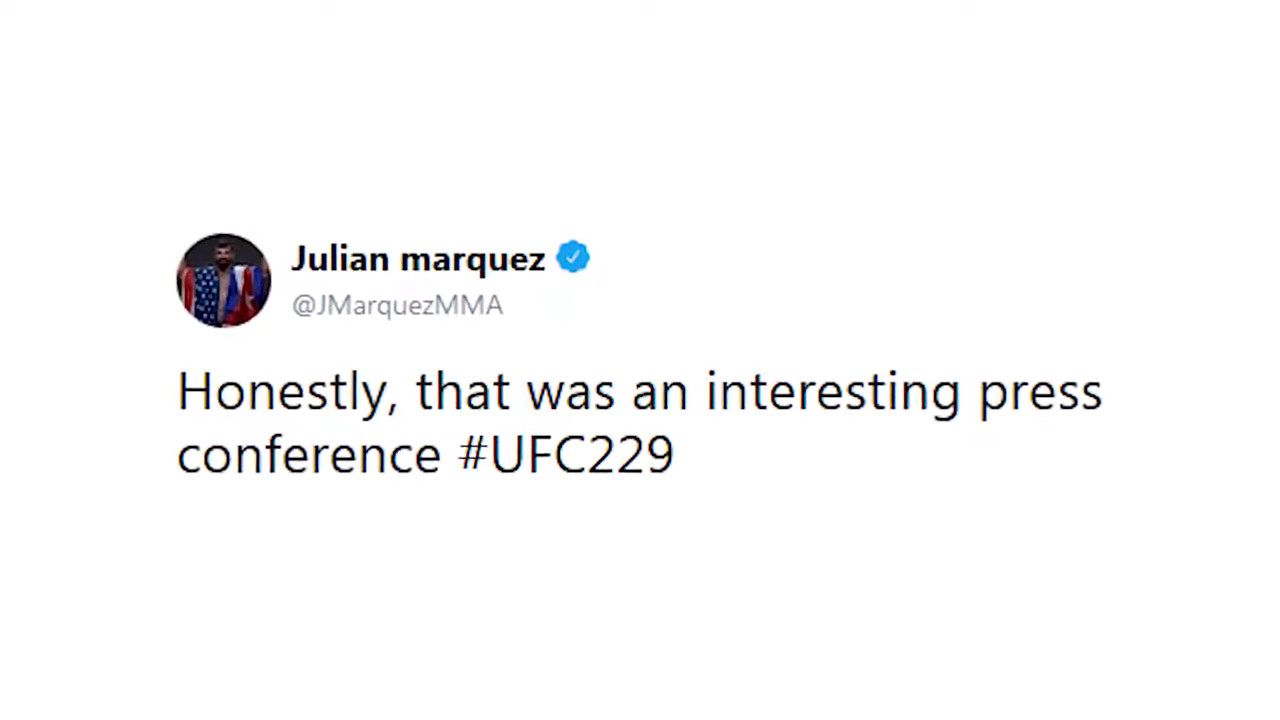 Julian marquez
@JMarquezMMA
Honestly, that was an interesting press
conference #UFC229